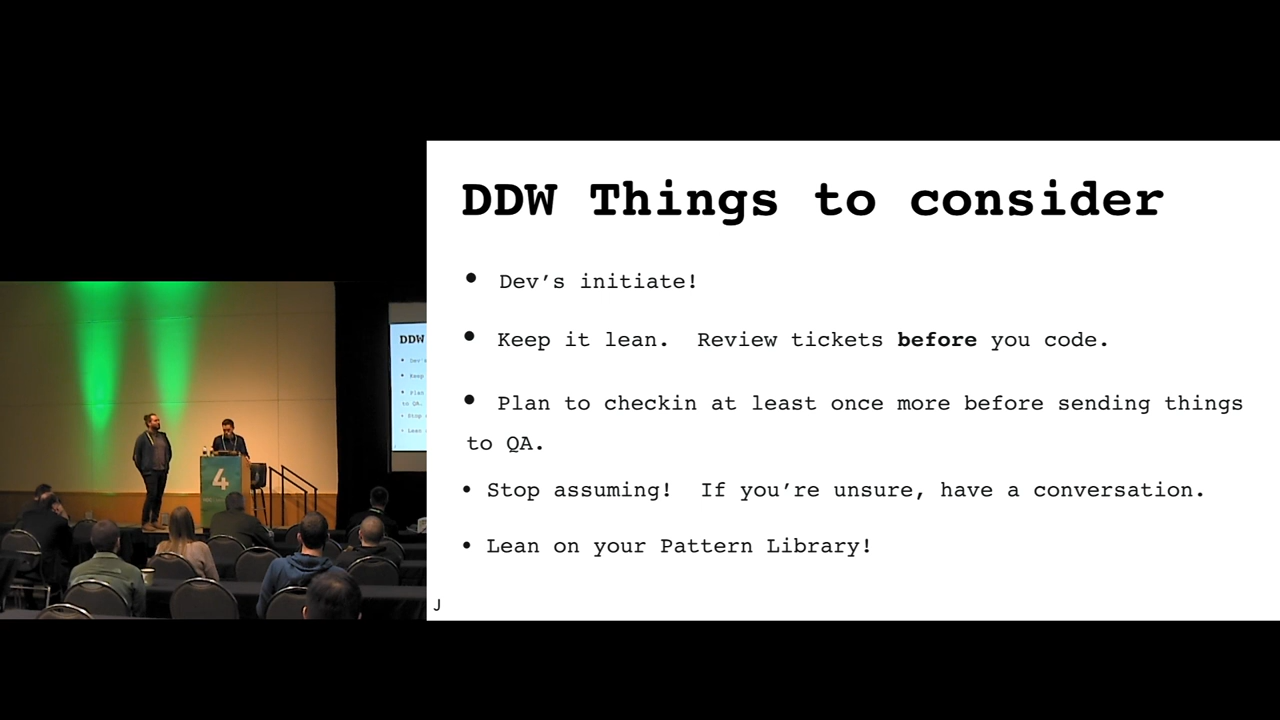 DDW Things to consider
• Dev’s initiate!
• Keep it lean.  Review tickets before you code.
• Plan to checkin at least once more before sending things
to QA.
• Stop assuming!  If you’re unsure, have a conversation.
• Lean on your Pattern Library!
J
4
DDW